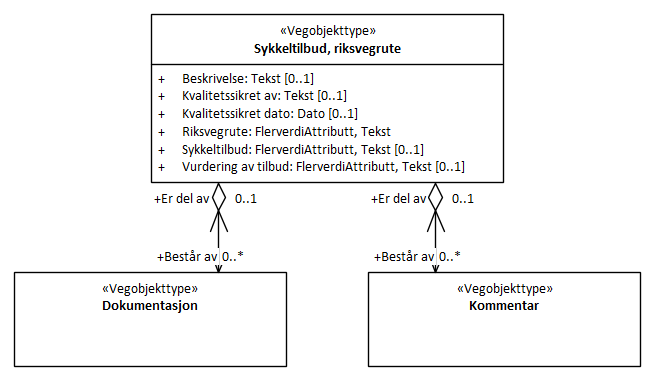 «Vegobjekttype»
Sykkeltilbud, riksvegrute
+ Beskrivelse: Tekst [0..1]
+ Kvalitetssikret av: Tekst [0..1]
+ Kvalitetssikret dato: Dato [0..1]
+ Riksvegrute: FlerverdiAttributt, Tekst
+ Sykkeltilbud: FlerverdiAttributt, Tekst [0..1]
+ Vurdering av tilbud: FlerverdiAttributt, Tekst [0..1]
+Er del av 0..1
+Er del av 0..1
+Består av 0..*
+Består av 0..*
«Vegobjekttype»
Dokumentasjon
«Vegobjekttype»
Kommentar